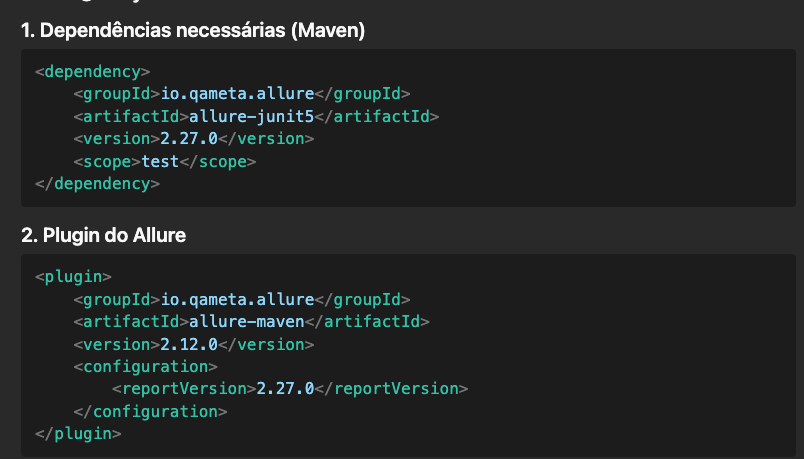 1. Dependências necessárias (Maven)
<dependency>
    <groupId>io.qameta.allure</groupId>
    <artifactId>allure-junit5</artifactId>
    <version>2.27.0</version>
    <scope>test</scope>
</dependency>
2. Plugin do Allure
<plugin>
    <groupId>io.qameta.allure</groupId>
    <artifactId>allure-maven</artifactId>
    <version>2.12.0</version>
    <configuration>
        <reportVersion>2.27.0</reportVersion>
    </configuration>
</plugin>